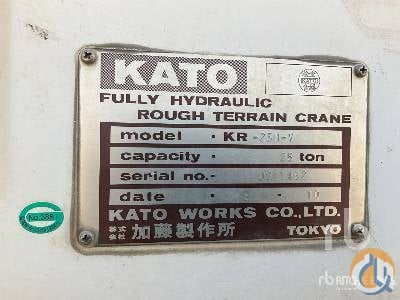 KATO
FULLY HYDRAULIC
ROUGH TERRAIN CRANE
model · KR-25H-V
capacity · 25 ton
serial no.·
date · 10
KATO WORKS CO.,LTD.
株式会社 加藤製作所 TOKYO